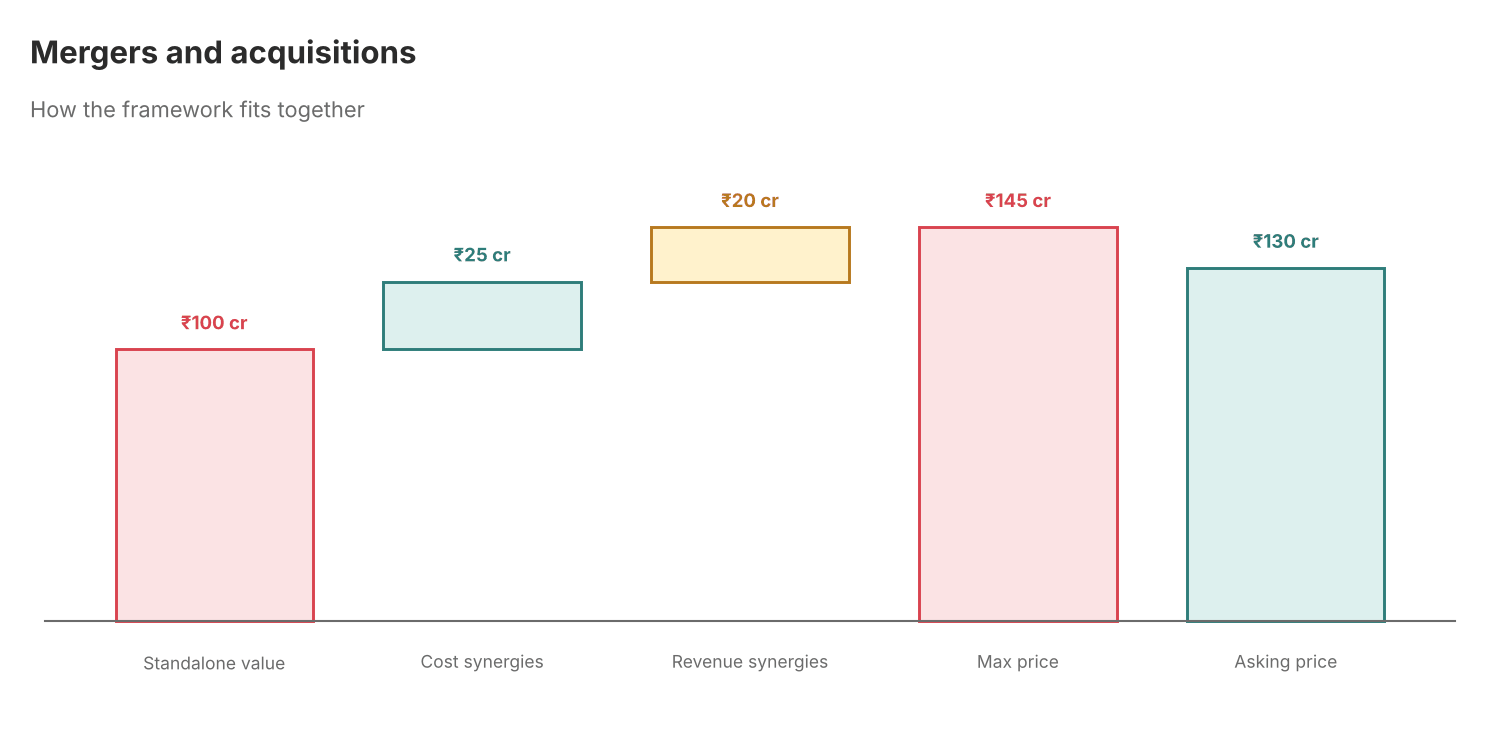 Mergers and acquisitions
How the framework fits together
₹100 cr
₹25 cr
₹20 cr
₹145 cr
₹130 cr
Standalone value
Cost synergies
Revenue synergies
Max price
Asking price